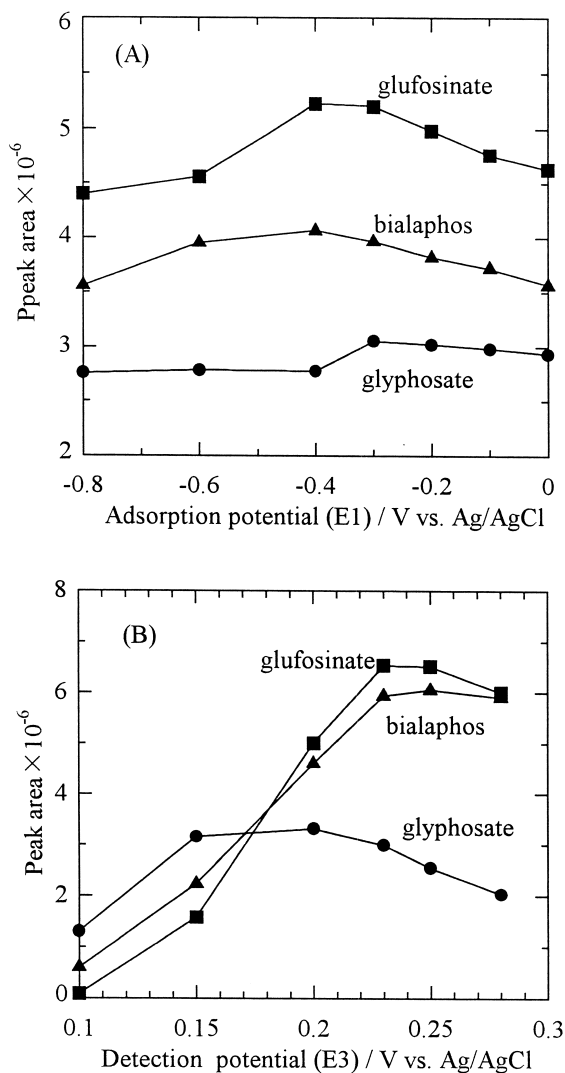 6
(A)
glufosinate
5
bialaphos
4
3
glyphosate
2
Ppeak area×10⁻⁶
-0.8 -0.6 -0.4 -0.2 0
Adsorption potential (E1) / V vs. Ag/AgCl
8
(B)
glufosinate
6
bialaphos
4
glyphosate
2
0
Peak area×10⁻⁶
0.1 0.15 0.2 0.25 0.3
Detection potential (E3) / V vs. Ag/AgCl